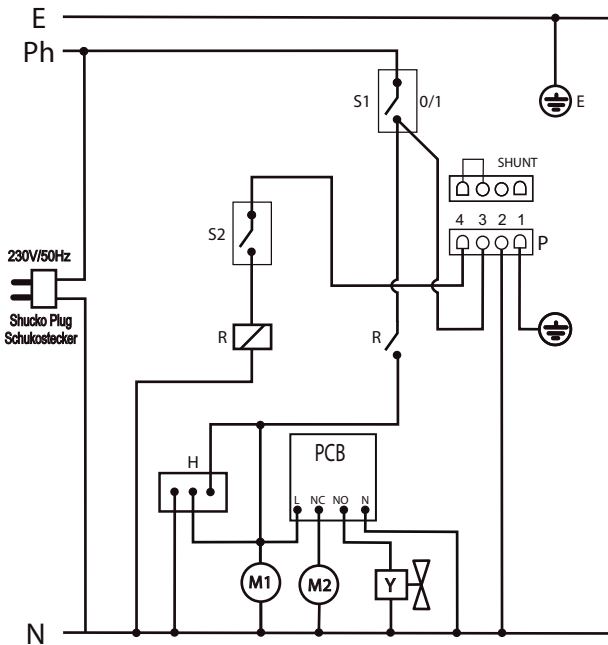 E
Ph
S1 0/1
E
SHUNT
4 3 2 1
P
S2
230V/50Hz
Shucko Plug
Schukostecker
R
R
H
PCB
L NC NO N
M1
M2
Y
N